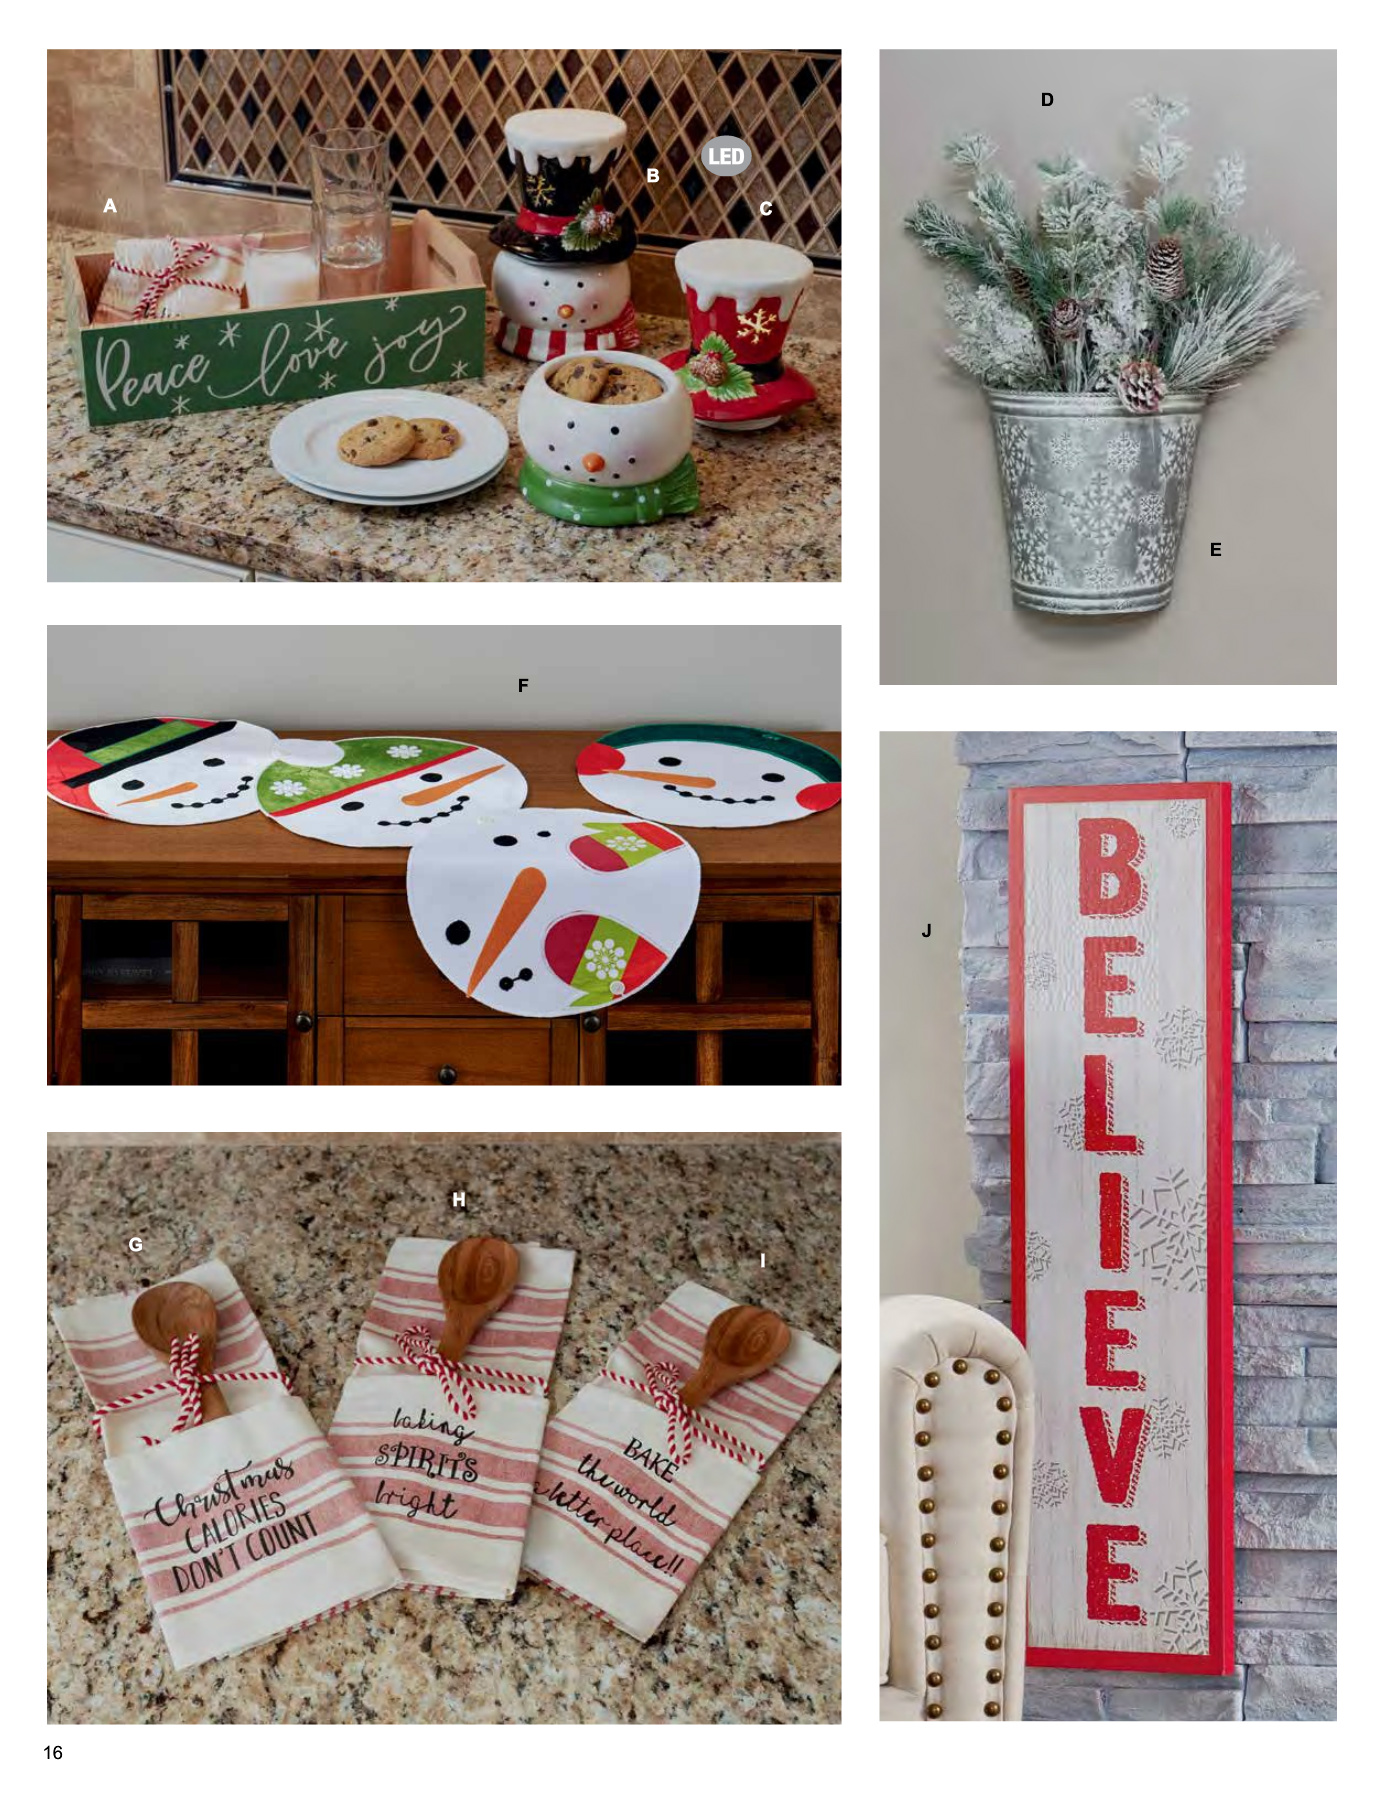 A
B
LED
C
Peace love joy
D
E
F
J
BELIEVE
G
H
I
Christmas
CALORIES
DON'T COUNT
baking
SPIRITS
bright
BAKE
the world
a better place!!
16